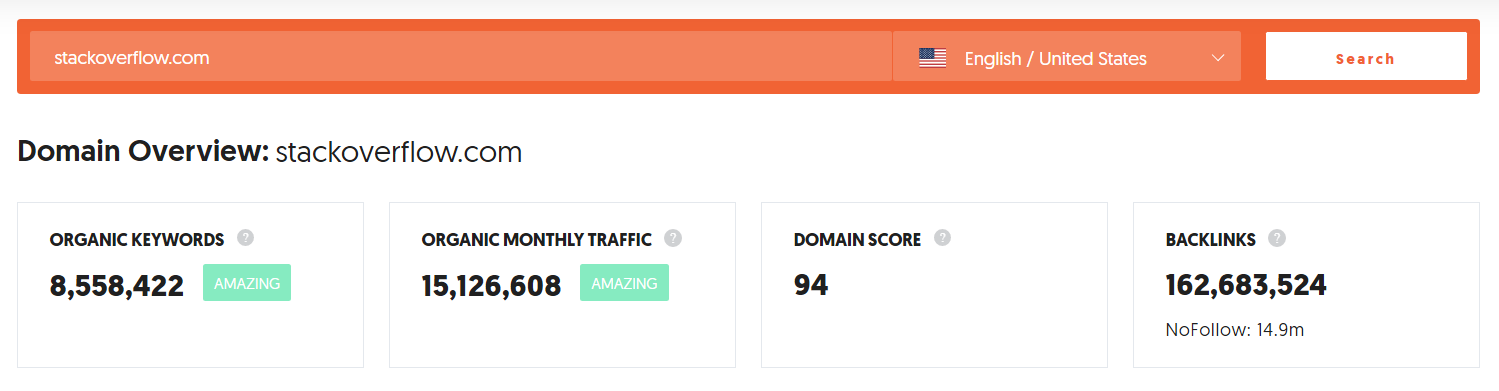 stackoverflow.com
English / United States
Search
Domain Overview: stackoverflow.com
ORGANIC KEYWORDS ?
8,558,422 AMAZING
ORGANIC MONTHLY TRAFFIC ?
15,126,608 AMAZING
DOMAIN SCORE ?
94
BACKLINKS ?
162,683,524
NoFollow: 14.9m